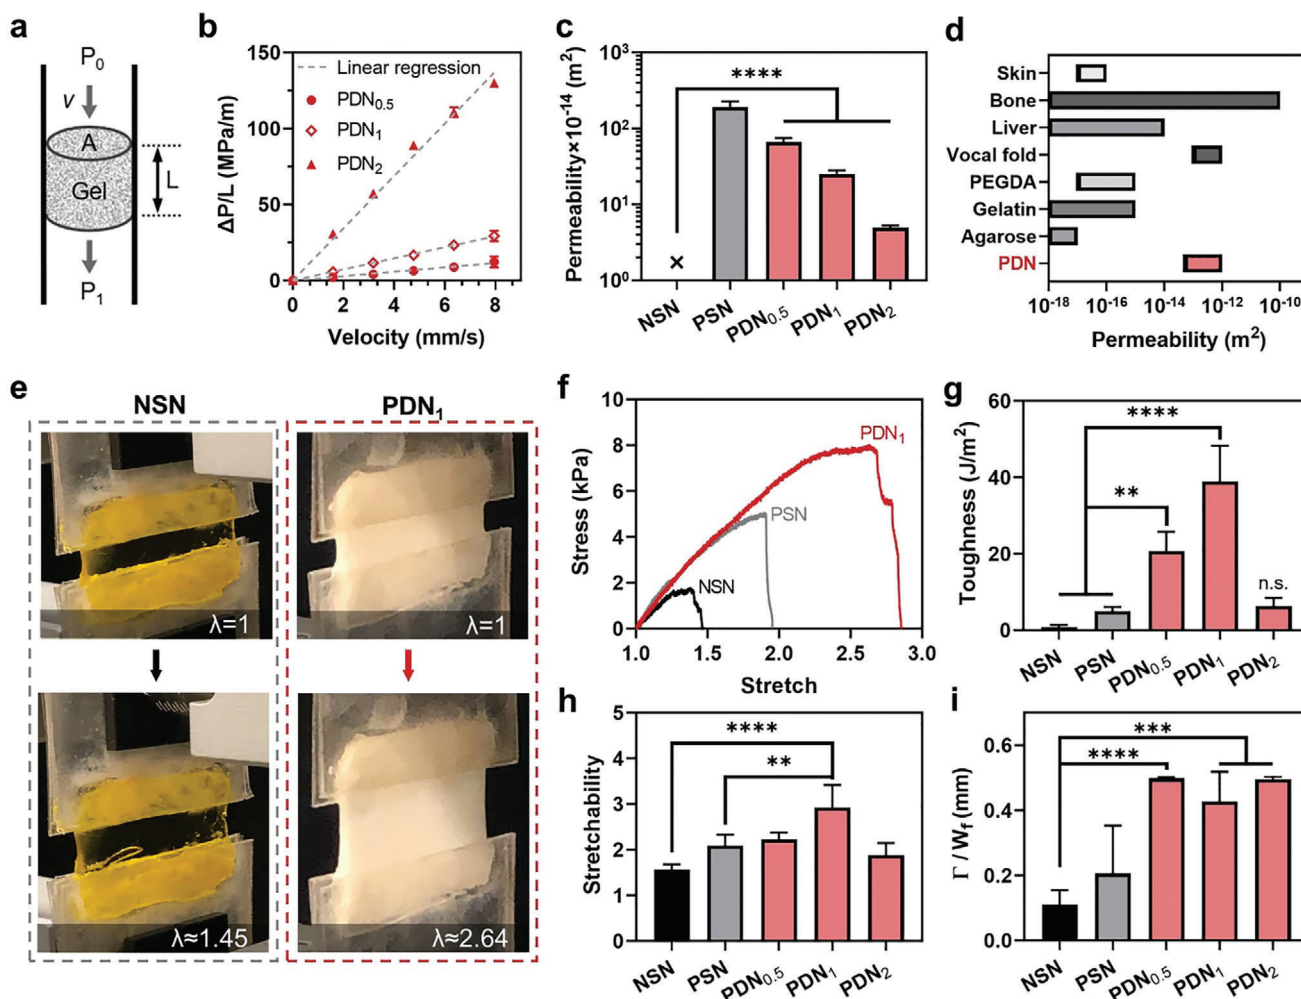 a
P₀
v
A
Gel
L
P₁
b
ΔP/L (MPa/m)
150
100
50
0
Linear regression
PDN₀.₅
PDN₁
PDN₂
0 2 4 6 8
Velocity (mm/s)
c
Permeability×10⁻¹⁴ (m²)
10³
10²
10¹
10⁰
****
×
NSN PSN PDN₀.₅ PDN₁ PDN₂
d
Skin
Bone
Liver
Vocal fold
PEGDA
Gelatin
Agarose
PDN
10⁻¹⁸ 10⁻¹⁶ 10⁻¹⁴ 10⁻¹² 10⁻¹⁰
Permeability (m²)
e
NSN
PDN₁
λ=1
λ=1
λ≈1.45
λ≈2.64
f
Stress (kPa)
10
8
6
4
2
0
PDN₁
PSN
NSN
1.0 1.5 2.0 2.5 3.0
Stretch
g
Toughness (J/m²)
60
40
20
0
****
**
n.s.
NSN PSN PDN₀.₅ PDN₁ PDN₂
h
Stretchability
5
4
3
2
1
0
****
**
NSN PSN PDN₀.₅ PDN₁ PDN₂
i
Γ / W_f (mm)
0.6
0.4
0.2
0.0
***
****
NSN PSN PDN₀.₅ PDN₁ PDN₂